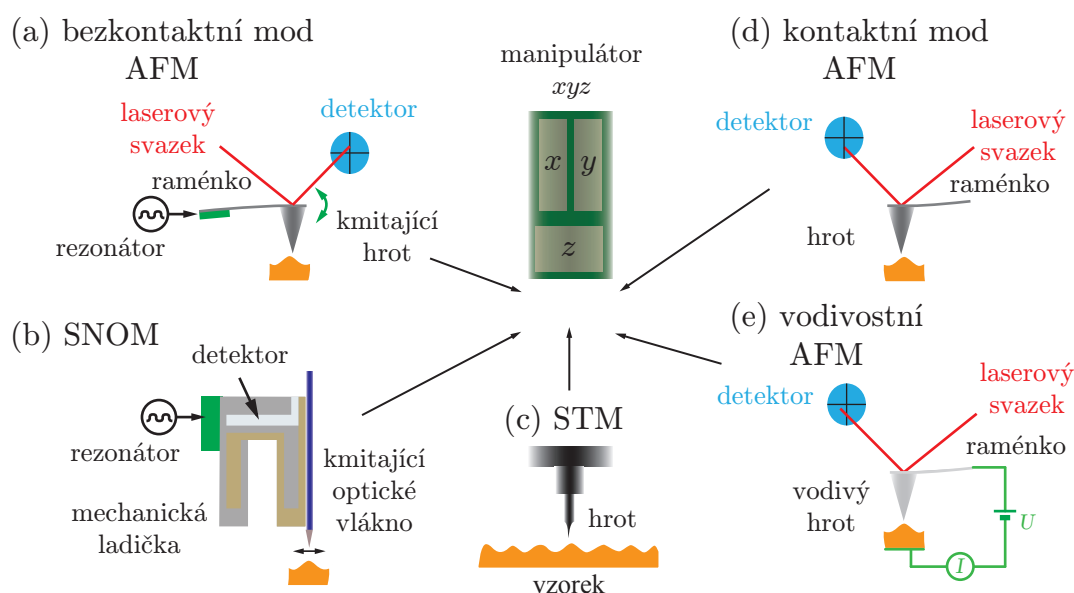 (a) bezkontaktní mod
AFM
laserový
svazek
detektor
raménko
rezonátor
kmitající
hrot
manipulátor
xyz
x
y
z
(d) kontaktní mod
AFM
detektor
laserový
svazek
raménko
hrot
(b) SNOM
detektor
rezonátor
mechanická
ladička
kmitající
optické
vlákno
(c) STM
hrot
vzorek
(e) vodivostní
AFM
detektor
laserový
svazek
raménko
vodivý
hrot
U
I